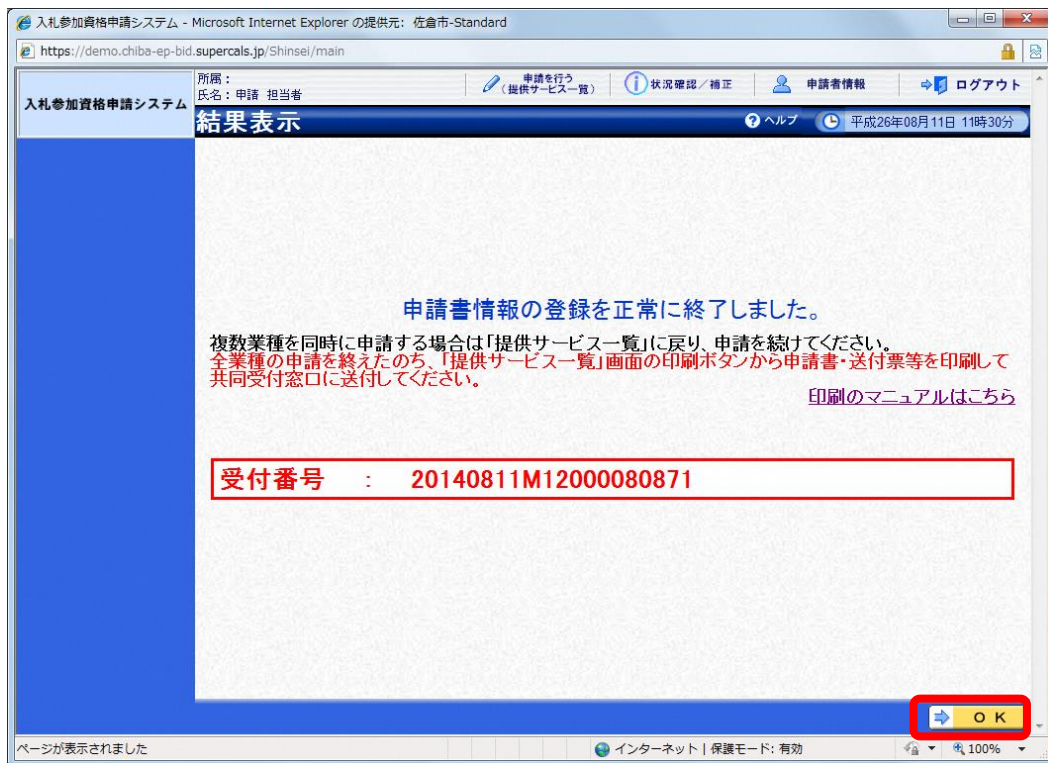 入札参加資格申請システム - Microsoft Internet Explorer の提供元: 佐倉市-Standard
https://demo.chiba-ep-bid.supercals.jp/Shinsei/main
入札参加資格申請システム
所属：
氏名：申請 担当者
申請を行う
（提供サービス一覧）
状況確認／補正
申請者情報
ログアウト
結果表示
ヘルプ
平成26年08月11日 11時30分
申請書情報の登録を正常に終了しました。
複数業種を同時に申請する場合は「提供サービス一覧」に戻り、申請を続けてください。
全業種の申請を終えたのち、「提供サービス一覧」画面の印刷ボタンから申請書・送付票等を印刷して
共同受付窓口に送付してください。
印刷のマニュアルはこちら
受付番号 ： 20140811M12000080871
ＯＫ
ページが表示されました
インターネット | 保護モード: 有効
100%